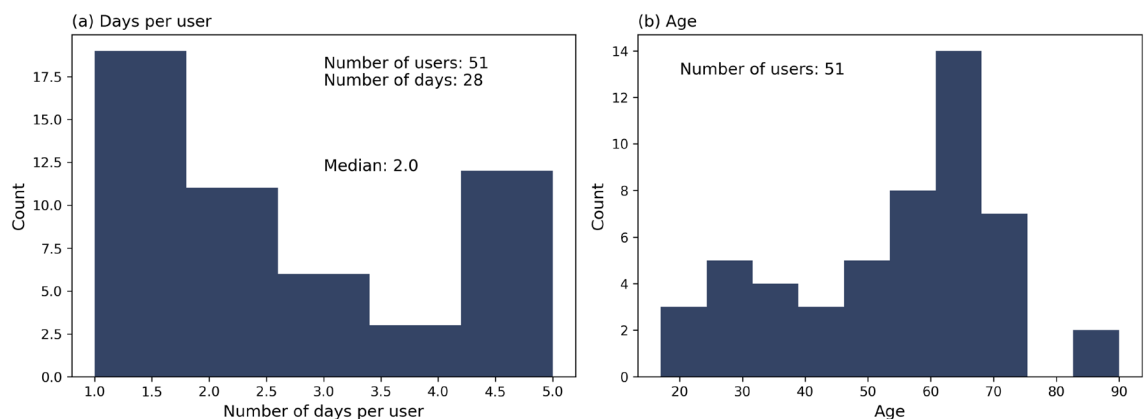 (a) Days per user
Number of users: 51
Number of days: 28
Median: 2.0
Count
17.5
15.0
12.5
10.0
7.5
5.0
2.5
0.0
1.0 1.5 2.0 2.5 3.0 3.5 4.0 4.5 5.0
Number of days per user
(b) Age
Number of users: 51
Count
14
12
10
8
6
4
2
0
20 30 40 50 60 70 80 90
Age